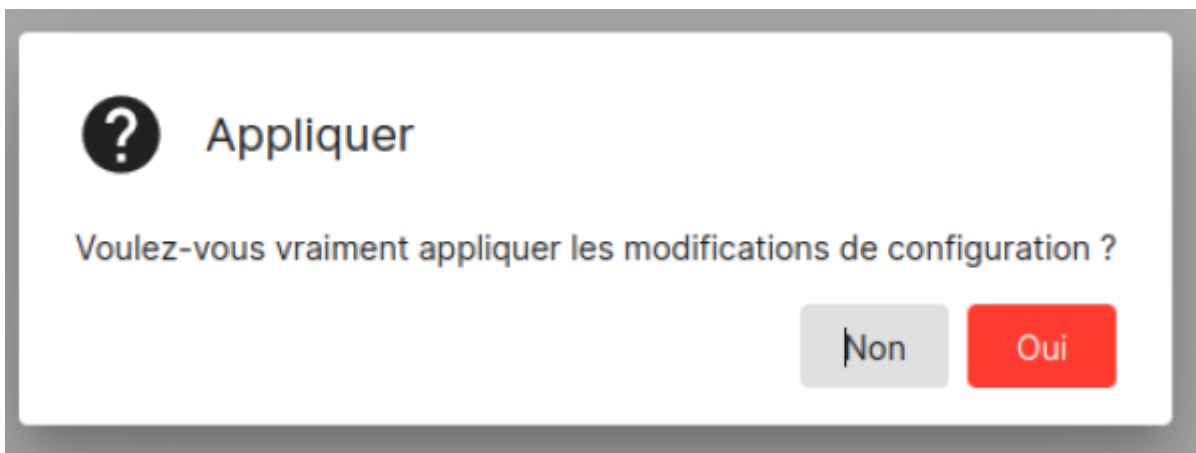 Appliquer
Voulez-vous vraiment appliquer les modifications de configuration ?
Non Oui